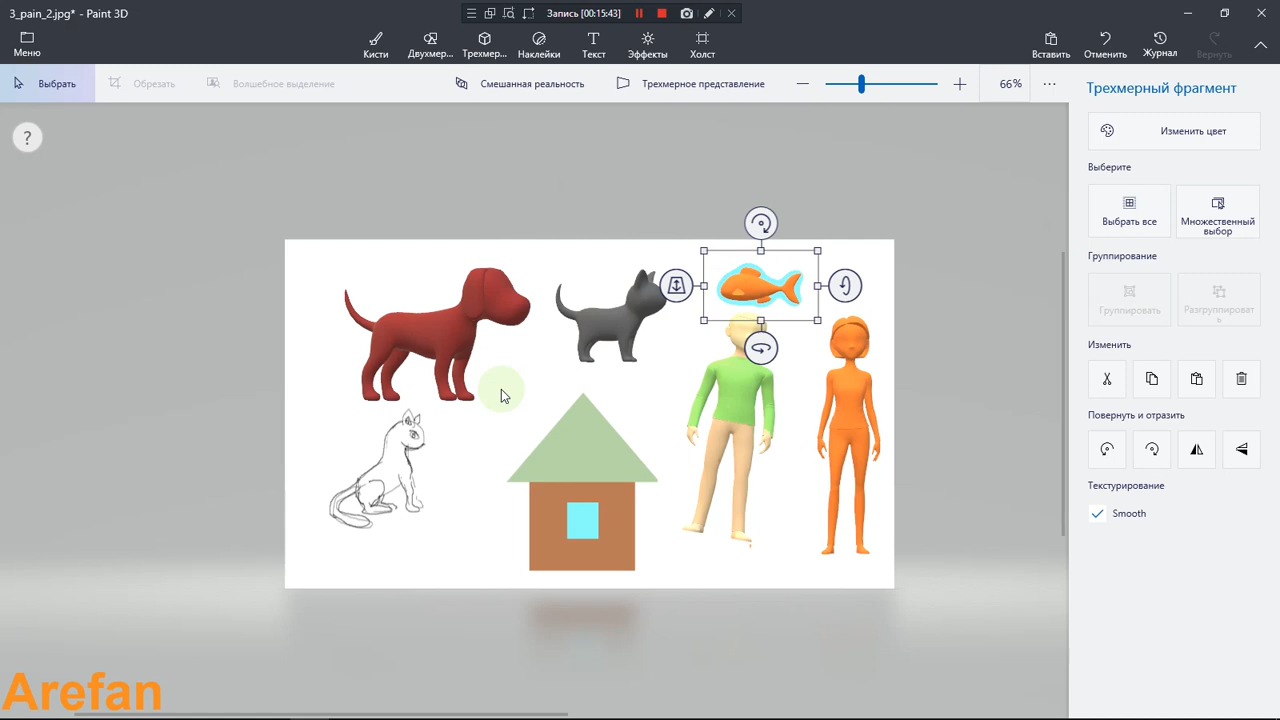 3_pain_2.jpg* - Paint 3D
Запись [00:15:43]
Меню
Кисти
Двухмер...
Трехмер...
Наклейки
Текст
Эффекты
Холст
Вставить
Отменить
Журнал
Вернуть
Выбрать
Обрезать
Волшебное выделение
Смешанная реальность
Трехмерное представление
66%
Трехмерный фрагмент
?
Изменить цвет
Выберите
Выбрать все
Множественный
выбор
Группирование
Группировать
Разгруппироват
ь
Изменить
Повернуть и отразить
Текстурирование
Smooth
Arefan